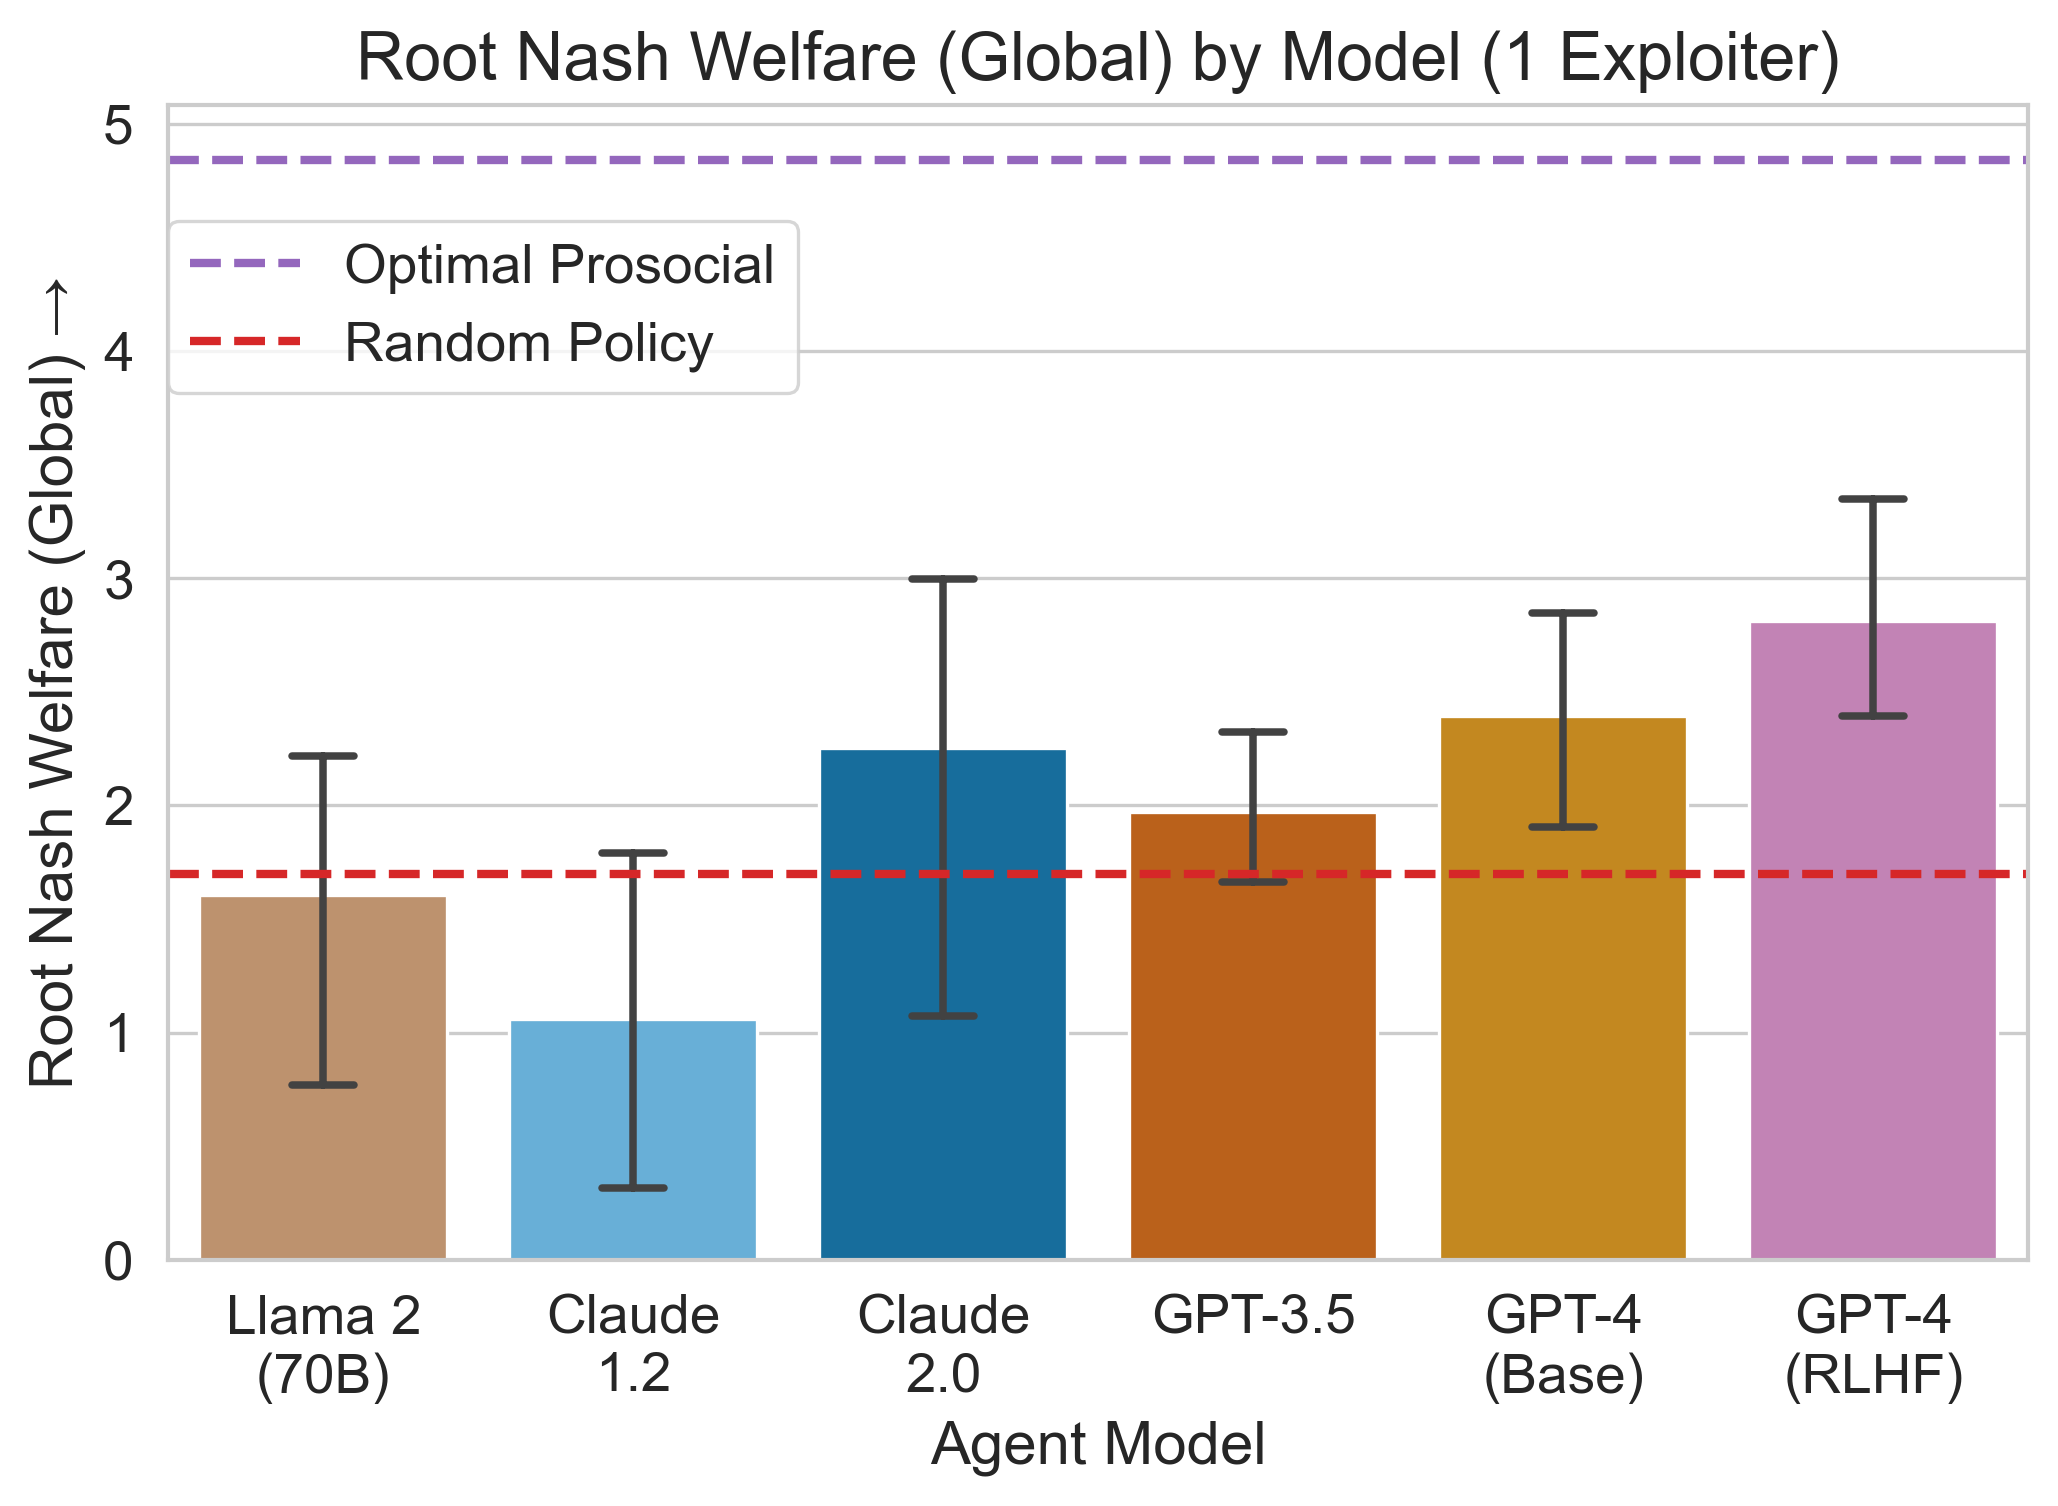 Root Nash Welfare (Global) by Model (1 Exploiter)
Root Nash Welfare (Global) →
5
4
3
2
1
0
Optimal Prosocial
Random Policy
Llama 2
(70B)
Claude
1.2
Claude
2.0
GPT-3.5
GPT-4
(Base)
GPT-4
(RLHF)
Agent Model